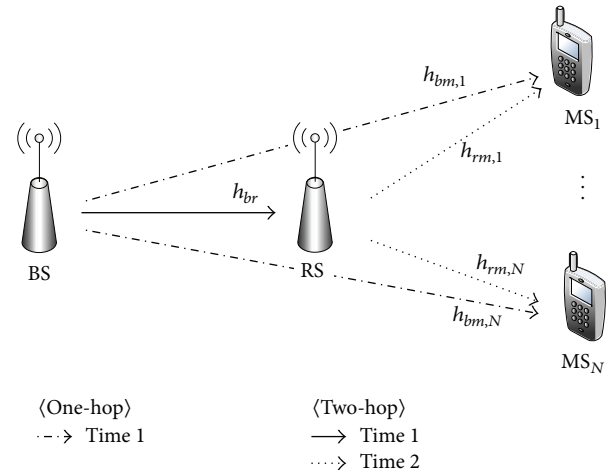 h_{bm,1}
MS_1
h_{rm,1}
h_{br}
⋮
BS
RS
h_{rm,N}
h_{bm,N}
MS_N
⟨One-hop⟩
Time 1
⟨Two-hop⟩
Time 1
Time 2